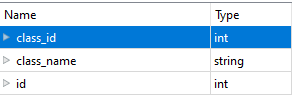 Name Type
class_id int
class_name string
id int